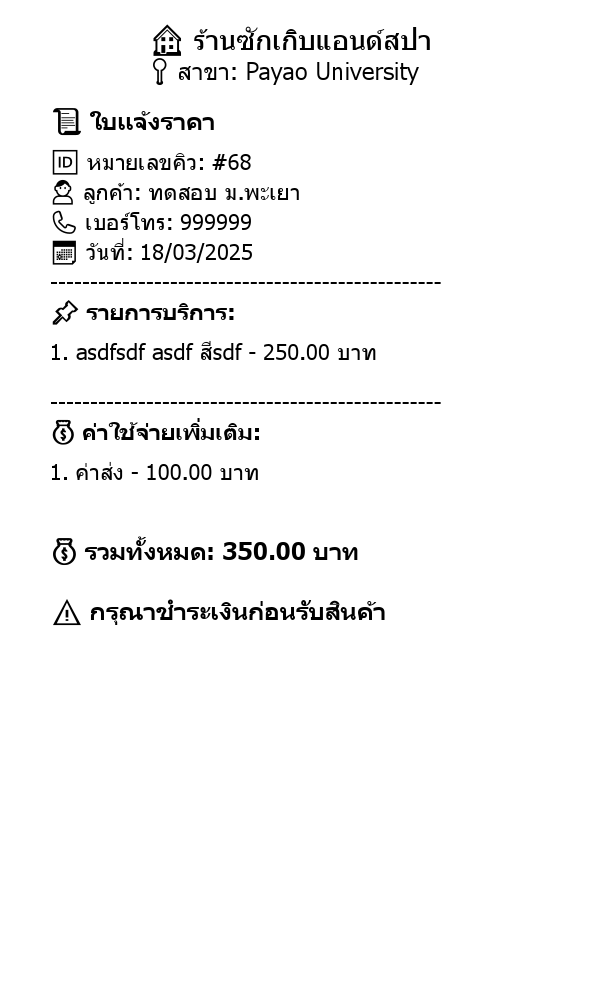 ร้านซักเกิบแอนด์สปา
สาขา: Payao University
ใบแจ้งราคา
ID หมายเลขคิว: #68
ลูกค้า: ทดสอบ ม.พะเยา
เบอร์โทร: 999999
วันที่: 18/03/2025
-------------------------------------------------
รายการบริการ:
1. asdfsdf asdf สีsdf - 250.00 บาท
-------------------------------------------------
ค่าใช้จ่ายเพิ่มเติม:
1. ค่าส่ง - 100.00 บาท
รวมทั้งหมด: 350.00 บาท
กรุณาชำระเงินก่อนรับสินค้า